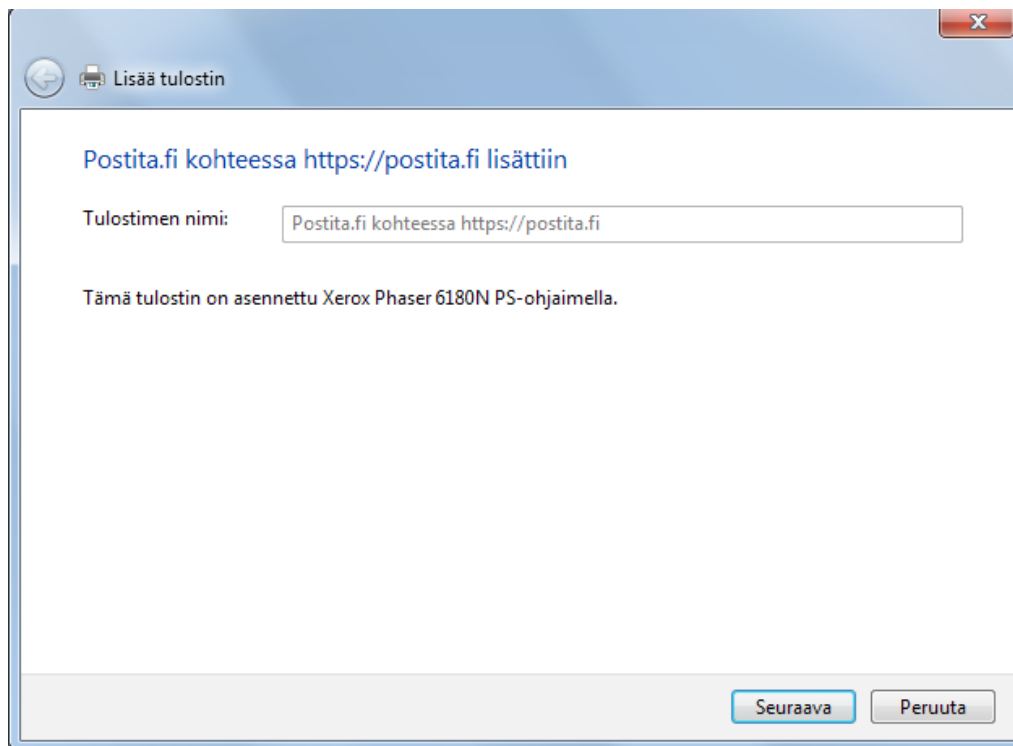 Lisää tulostin
Postita.fi kohteessa https://postita.fi lisättiin
Tulostimen nimi: Postita.fi kohteessa https://postita.fi
Tämä tulostin on asennettu Xerox Phaser 6180N PS-ohjaimella.
Seuraava Peruuta